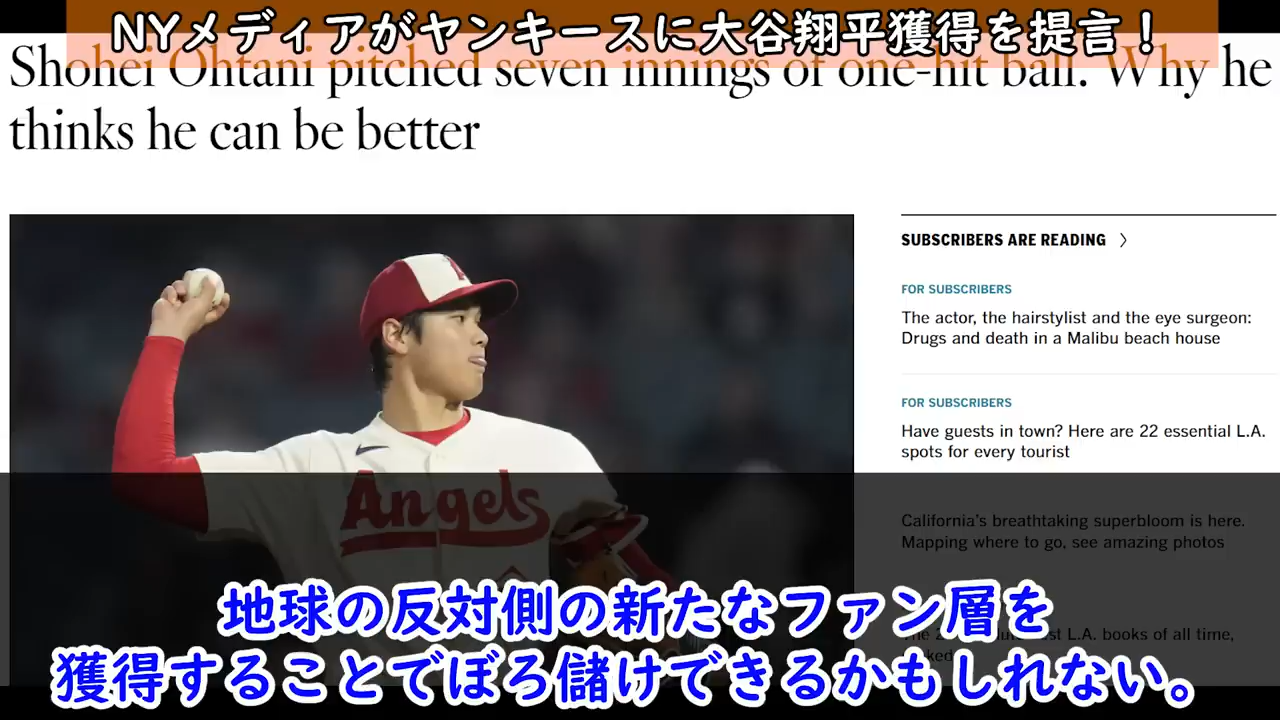 NYメディアがヤンキースに大谷翔平獲得を提言！
Shohei Ohtani pitched seven innings of one-hit ball. Why he
thinks he can be better
SUBSCRIBERS ARE READING
FOR SUBSCRIBERS
The actor, the hairstylist and the eye surgeon:
Drugs and death in a Malibu beach house
FOR SUBSCRIBERS
Have guests in town? Here are 22 essential L.A.
spots for every tourist
California's breathtaking superbloom is here.
Mapping where to go, see amazing photos
L.A. books of all time,
Angels
地球の反対側の新たなファン層を
獲得することでぼろ儲けできるかもしれない。